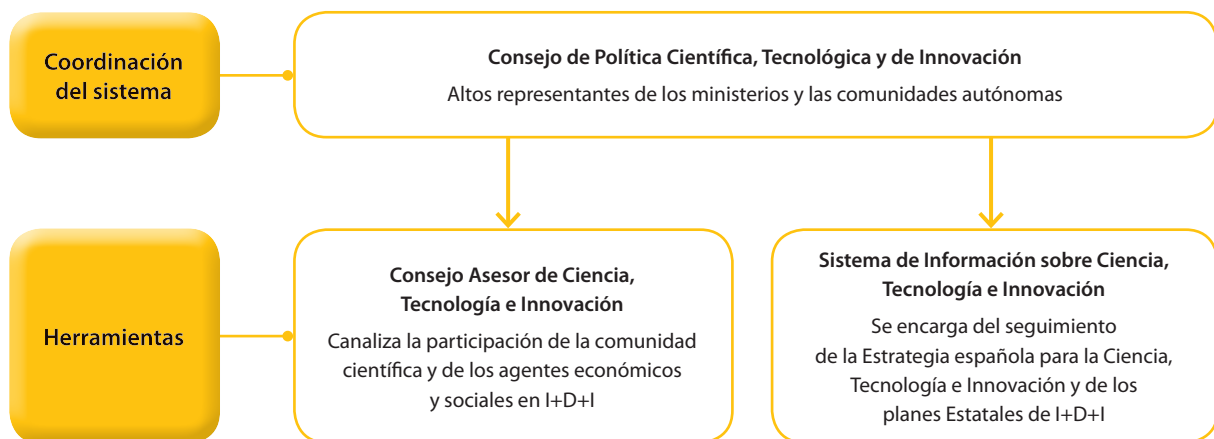 Coordinación
del sistema
Consejo de Política Científica, Tecnológica y de Innovación
Altos representantes de los ministerios y las comunidades autónomas
Herramientas
Consejo Asesor de Ciencia,
Tecnología e Innovación
Canaliza la participación de la comunidad
científica y de los agentes económicos
y sociales en I+D+I
Sistema de Información sobre Ciencia,
Tecnología e Innovación
Se encarga del seguimiento
de la Estrategia española para la Ciencia,
Tecnología e Innovación y de los
planes Estatales de I+D+I